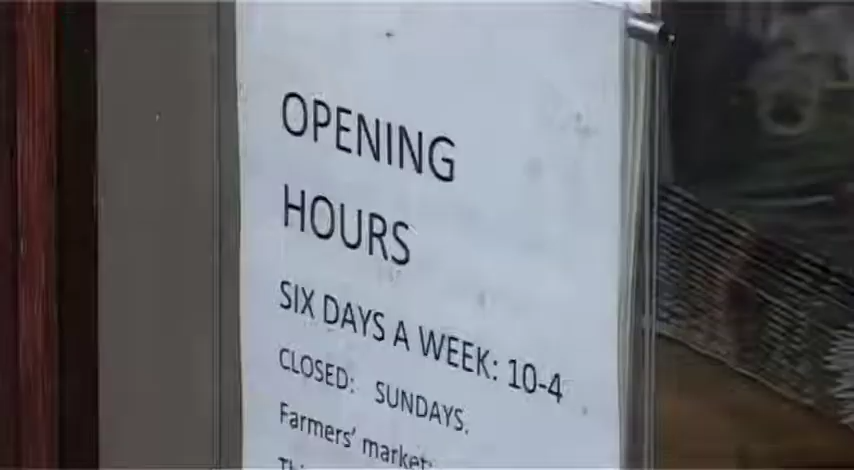 OPENING
HOURS
SIX DAYS A WEEK: 10-4
CLOSED: SUNDAYS.
Farmers' market